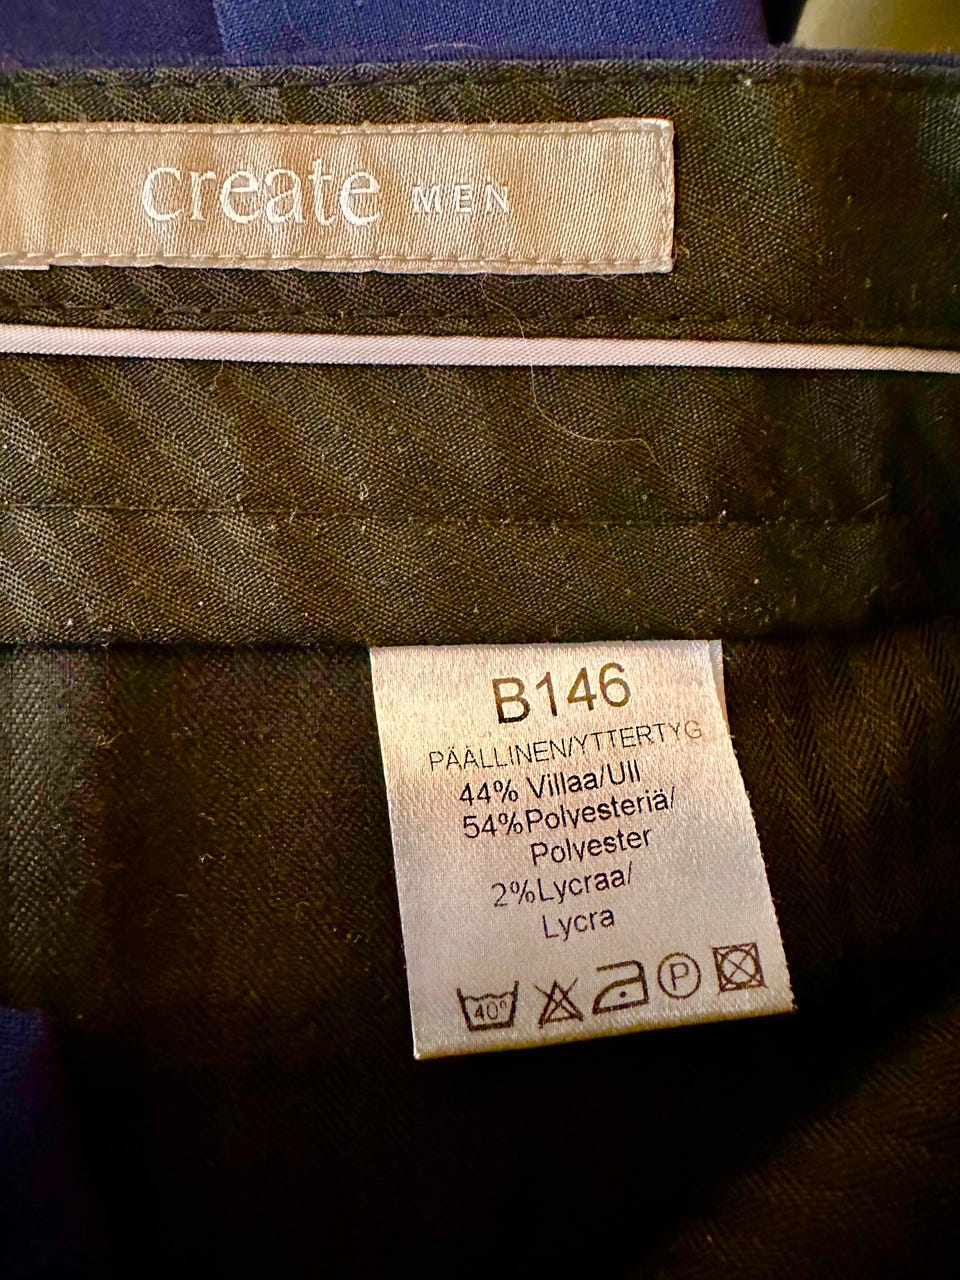 create MEN
B146
PÄÄLLINEN/YTTERTYG
44% Villaa/Ull
54%Polyesteriä/
Polyester
2%Lycraa/
Lycra
40°
P